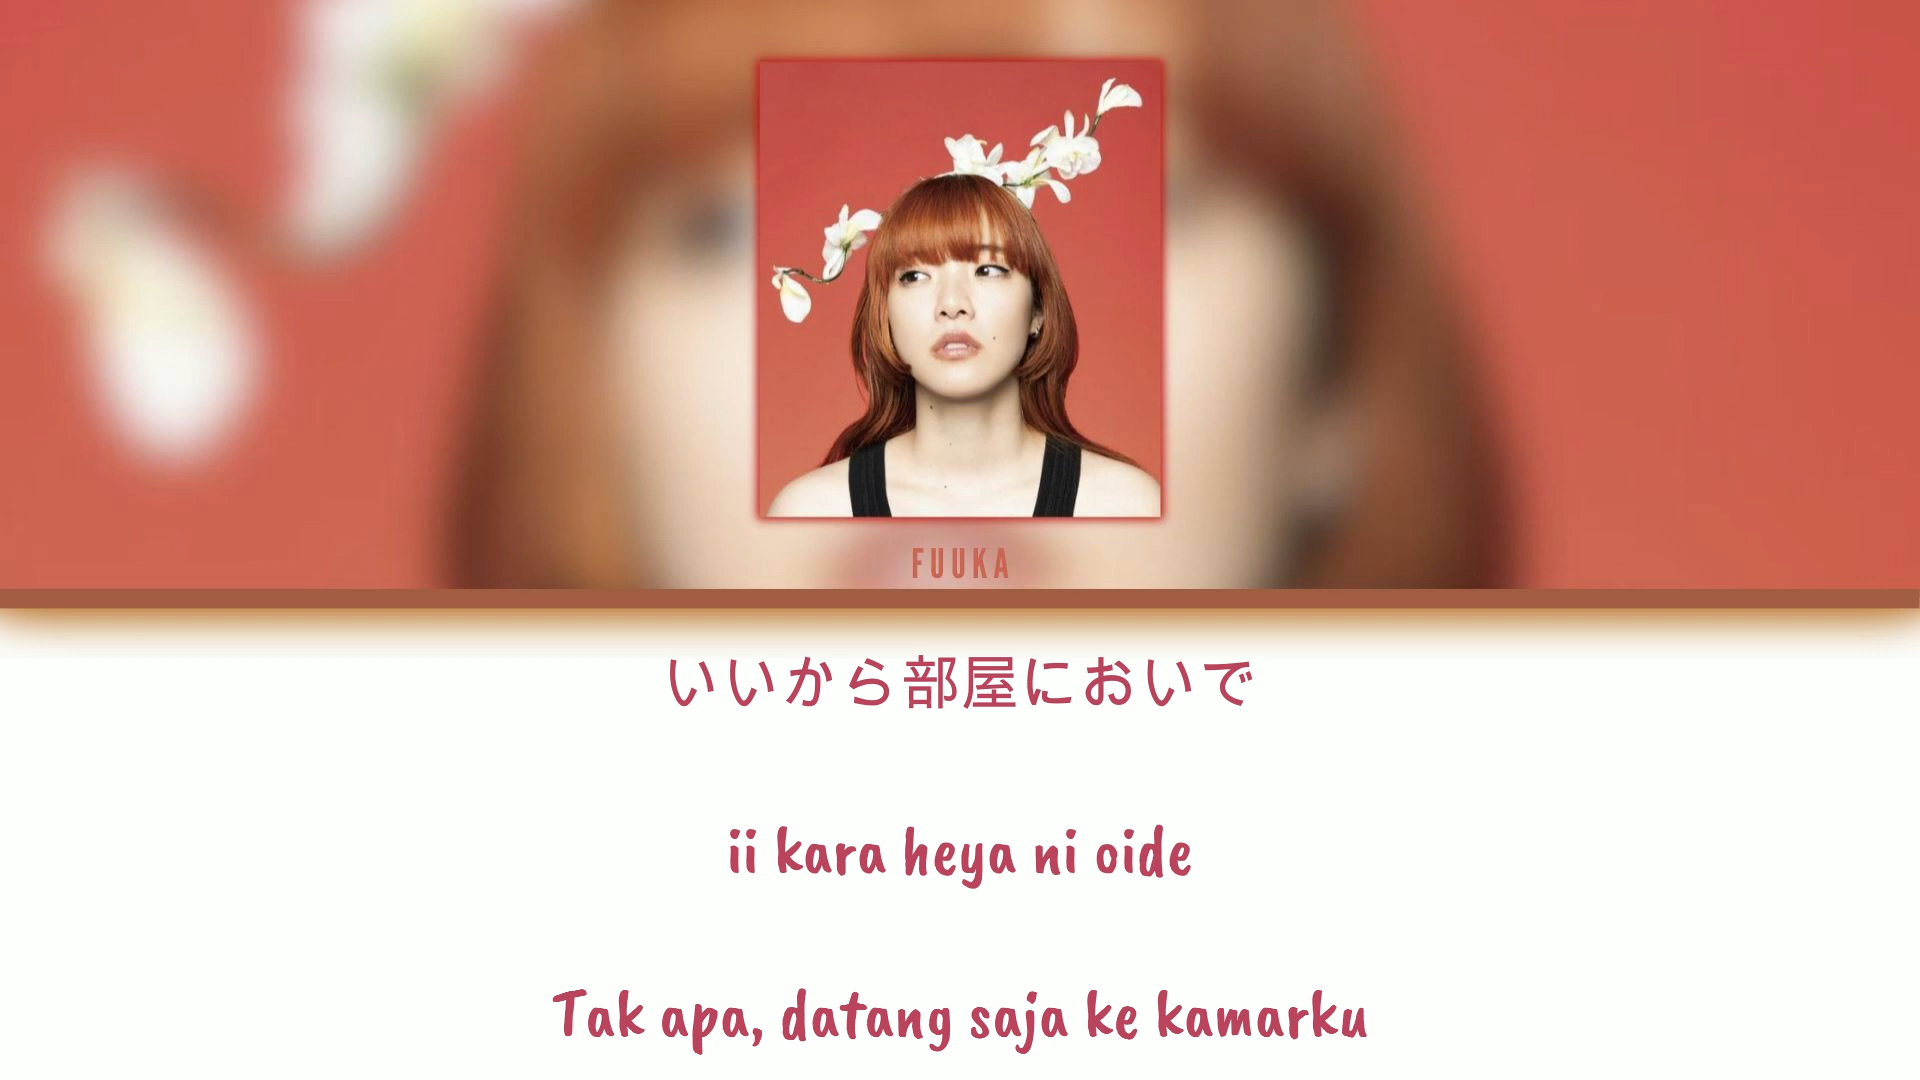 FUUKA
いいから部屋においで
ii kara heya ni oide
Tak apa, datang saja ke kamarku